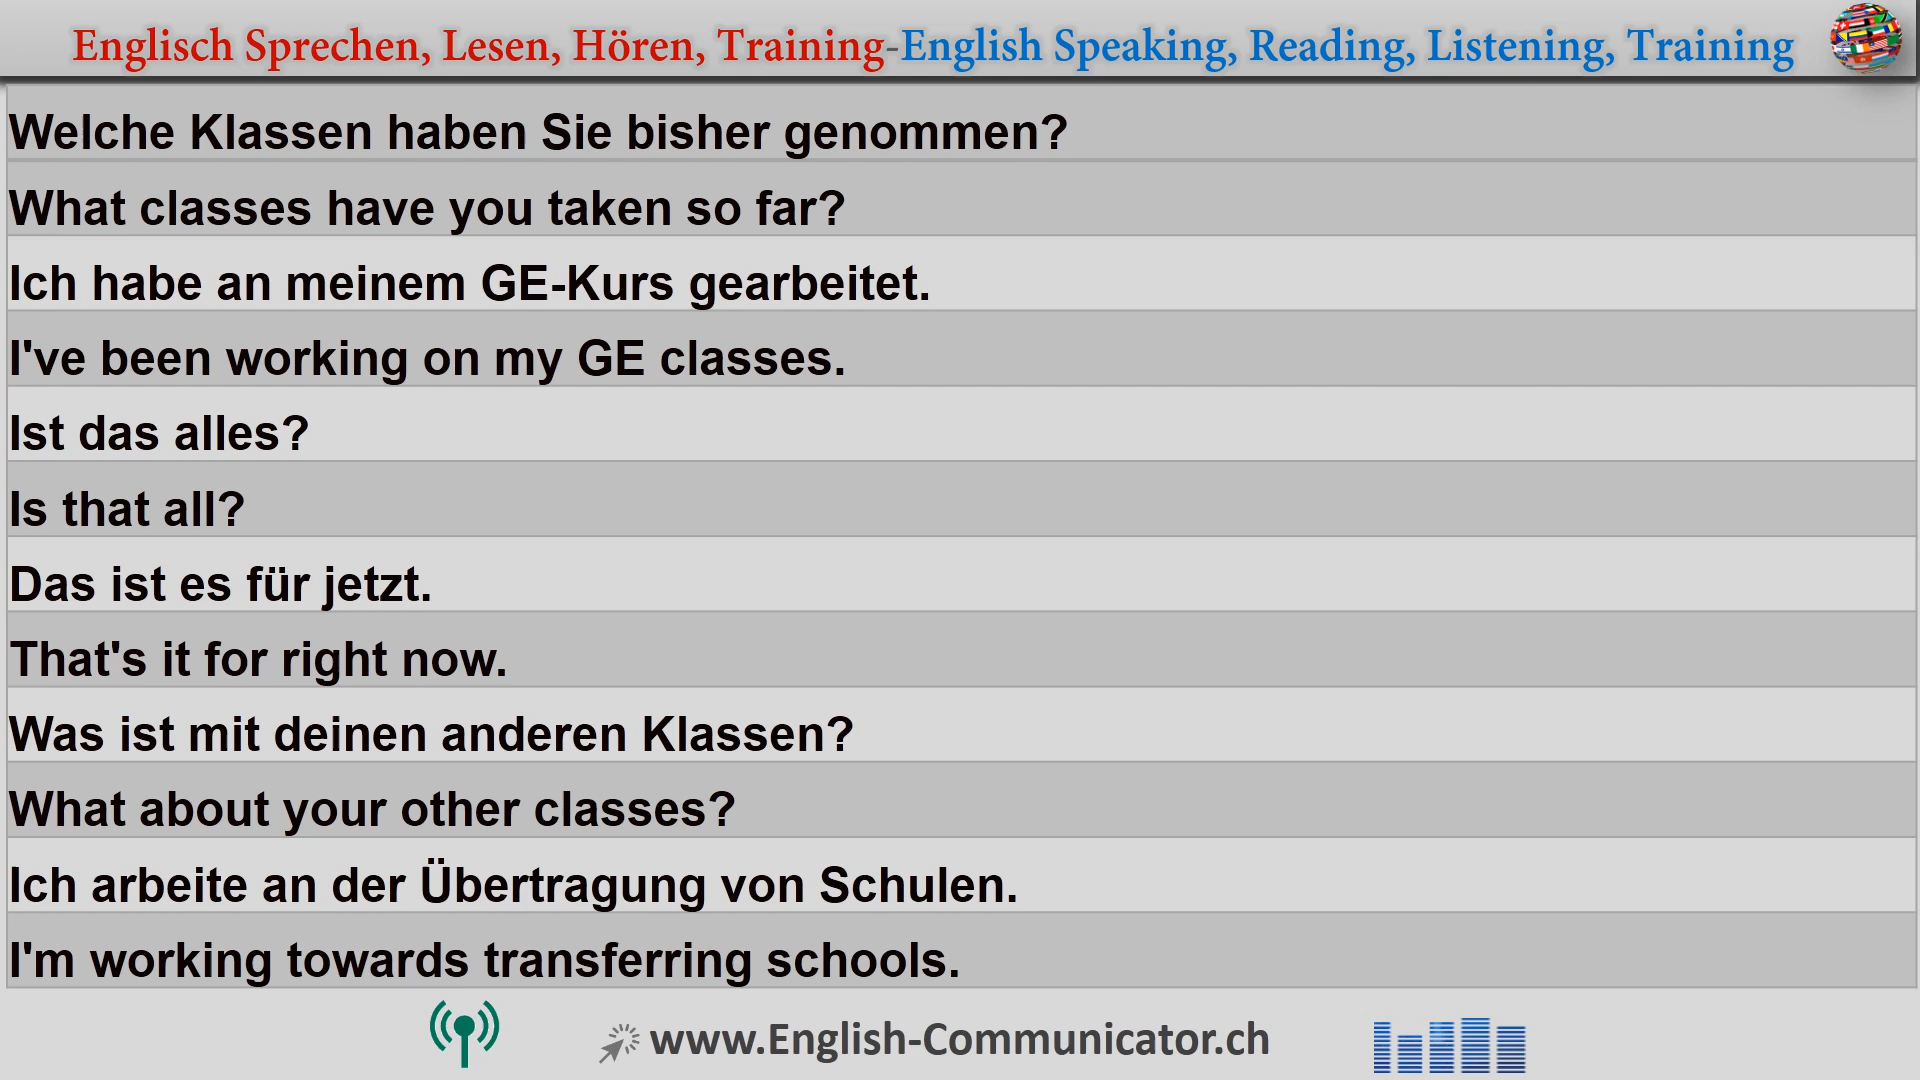 Englisch Sprechen, Lesen, Hören, Training-English Speaking, Reading, Listening, Training
Welche Klassen haben Sie bisher genommen?
What classes have you taken so far?
Ich habe an meinem GE-Kurs gearbeitet.
I've been working on my GE classes.
Ist das alles?
Is that all?
Das ist es für jetzt.
That's it for right now.
Was ist mit deinen anderen Klassen?
What about your other classes?
Ich arbeite an der Übertragung von Schulen.
I'm working towards transferring schools.
www.English-Communicator.ch